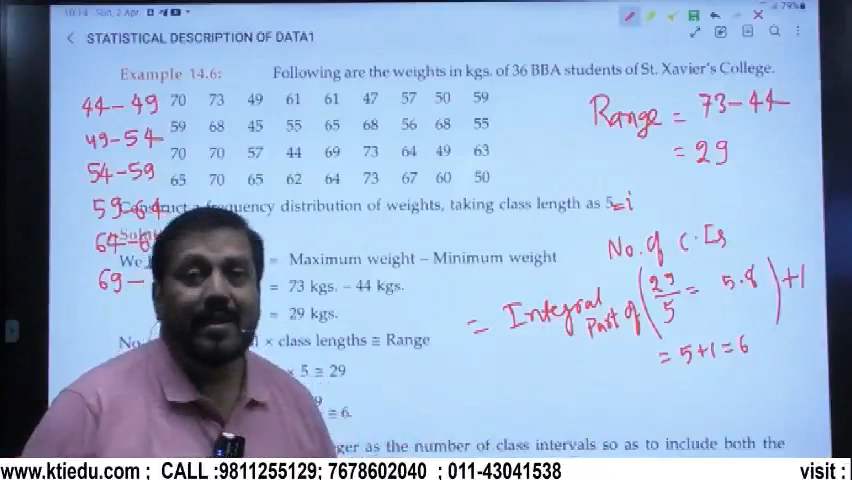 10:14 Sun, 2 Apr
79%
< STATISTICAL DESCRIPTION OF DATA1
Example 14.6: Following are the weights in kgs. of 36 BBA students of St. Xavier's College.
70 73 49 61 61 47 57 50 59
59 68 45 55 65 68 56 68 55
70 70 57 44 69 73 64 49 63
65 70 65 62 64 73 67 60 50
Construct a frequency distribution of weights, taking class length as 5 = i
We
= Maximum weight – Minimum weight
= 73 kgs. – 44 kgs.
= 29 kgs.
No. × class lengths ≅ Range
× 5 ≅ 29
≅ 6.
as the number of class intervals so as to include both the
44 – 49
49 – 54
54 – 59
59 – 64
64 – 6
69 –
Range = 73 – 44
= 29
No. of C.Is
= Integral Part of (29/5 = 5.8) + 1
= 5+1 = 6
www.ktiedu.com ; CALL :9811255129; 7678602040 ; 011-43041538 visit :